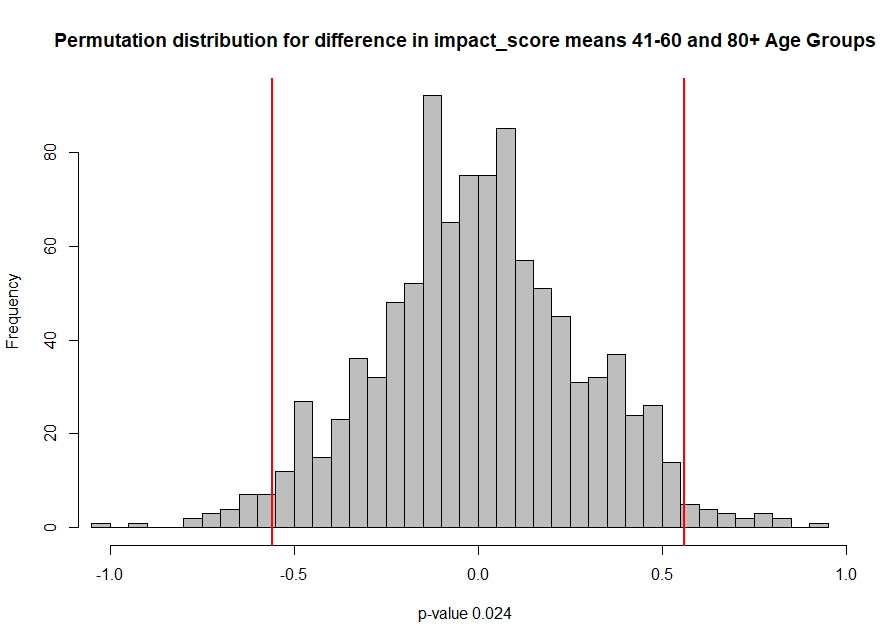 Permutation distribution for difference in impact_score means 41-60 and 80+ Age Groups
80
60
40
20
0
Frequency
-1.0 -0.5 0.0 0.5 1.0
p-value 0.024